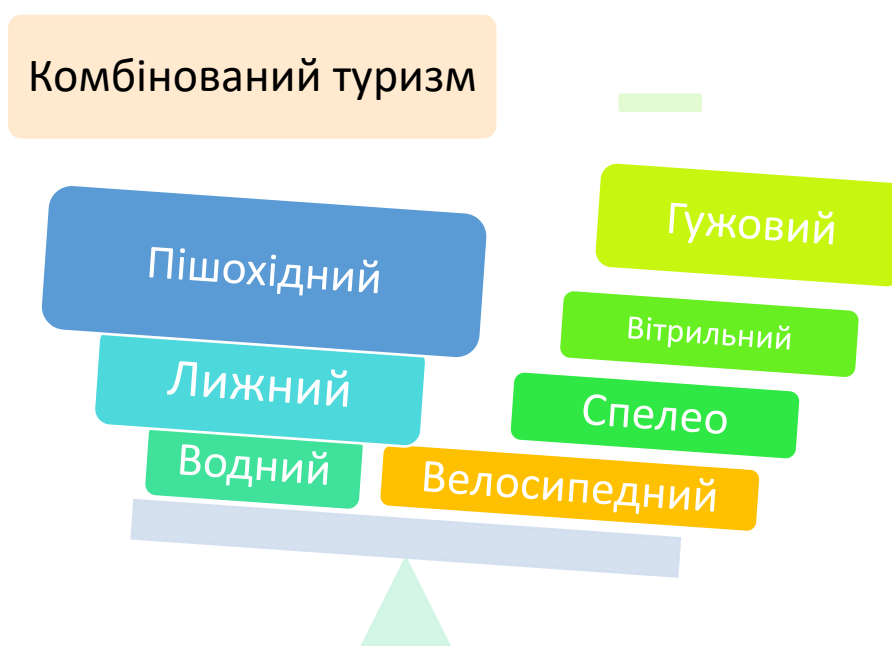 Комбінований туризм
Пішохідний
Лижний
Водний
Гужовий
Вітрильний
Спелео
Велосипедний